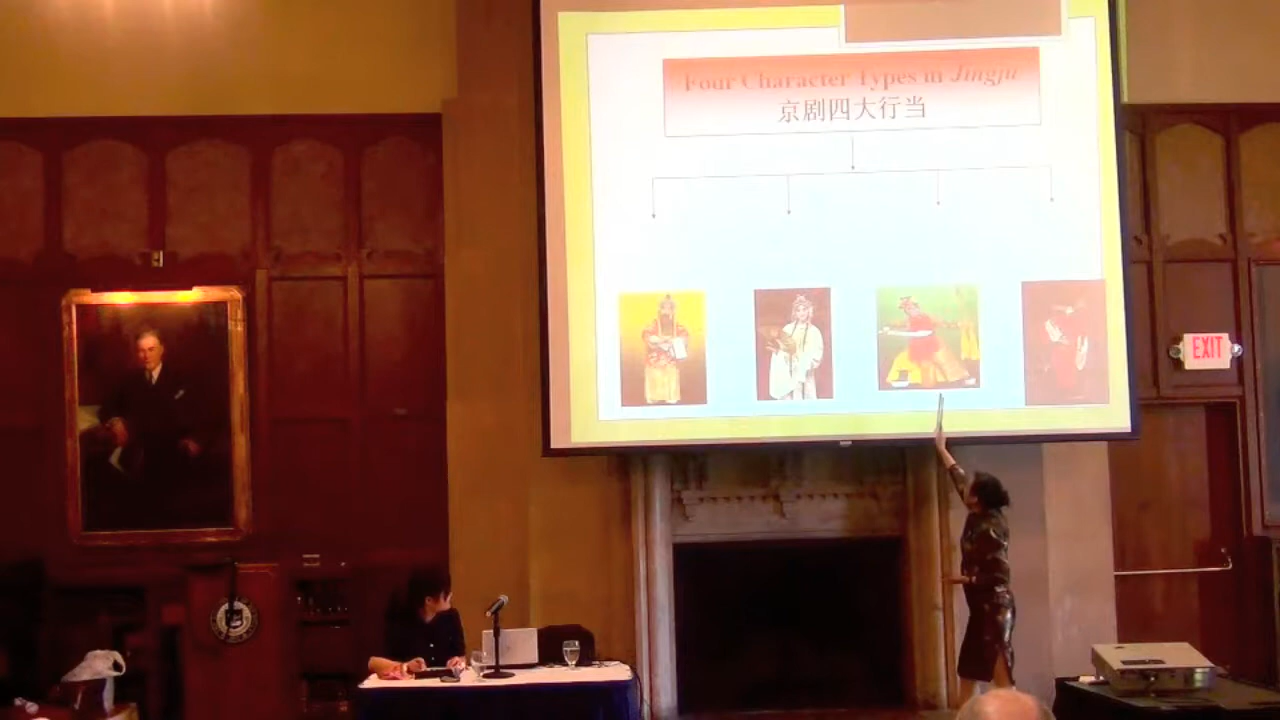 Four Character Types in Jingju
京剧四大行当
EXIT